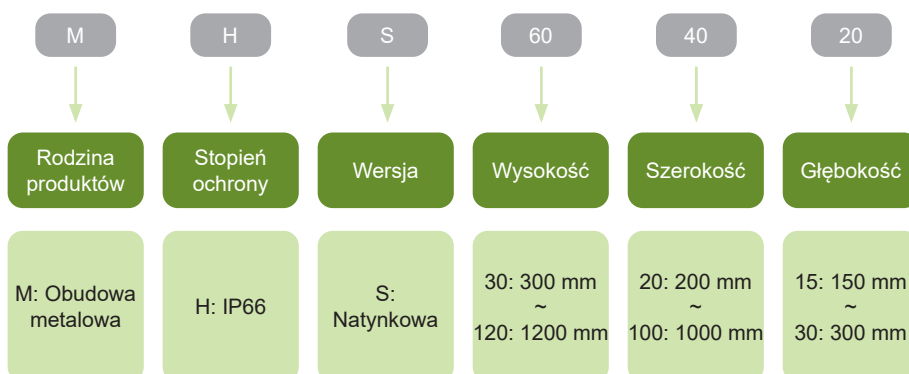 M H S 60 40 20
Rodzina
produktów
Stopień
ochrony
Wersja
Wysokość
Szerokość
Głębokość
M: Obudowa
metalowa
H: IP66
S:
Natynkowa
30: 300 mm
~
120: 1200 mm
20: 200 mm
~
100: 1000 mm
15: 150 mm
~
30: 300 mm